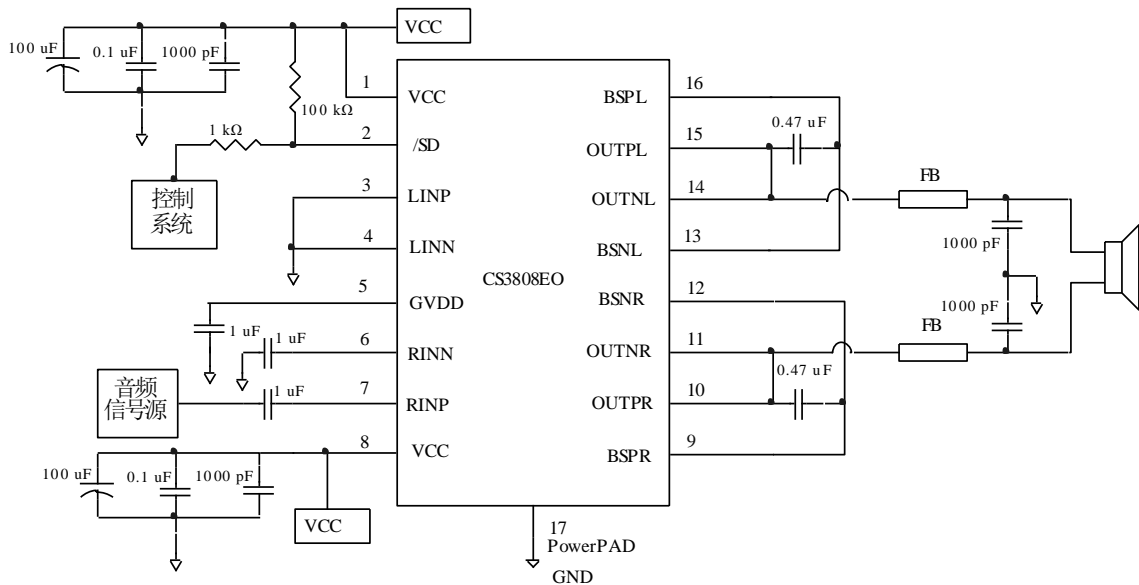 VCC
100 uF
0.1 uF
1000 pF
1
VCC
100 kΩ
1 kΩ
2
/SD
控制
系统
3
LINP
4
LINN
5
GVDD
1 uF
1 uF
6
RINN
音频
信号源
1 uF
7
RINP
8
VCC
100 uF
0.1 uF
1000 pF
VCC
CS3808EO
17
PowerPAD
GND
16
BSPL
0.47 uF
15
OUTPL
14
OUTNL
FB
13
BSNL
1000 pF
12
BSNR
1000 pF
11
OUTNR
FB
0.47 uF
10
OUTPR
9
BSPR